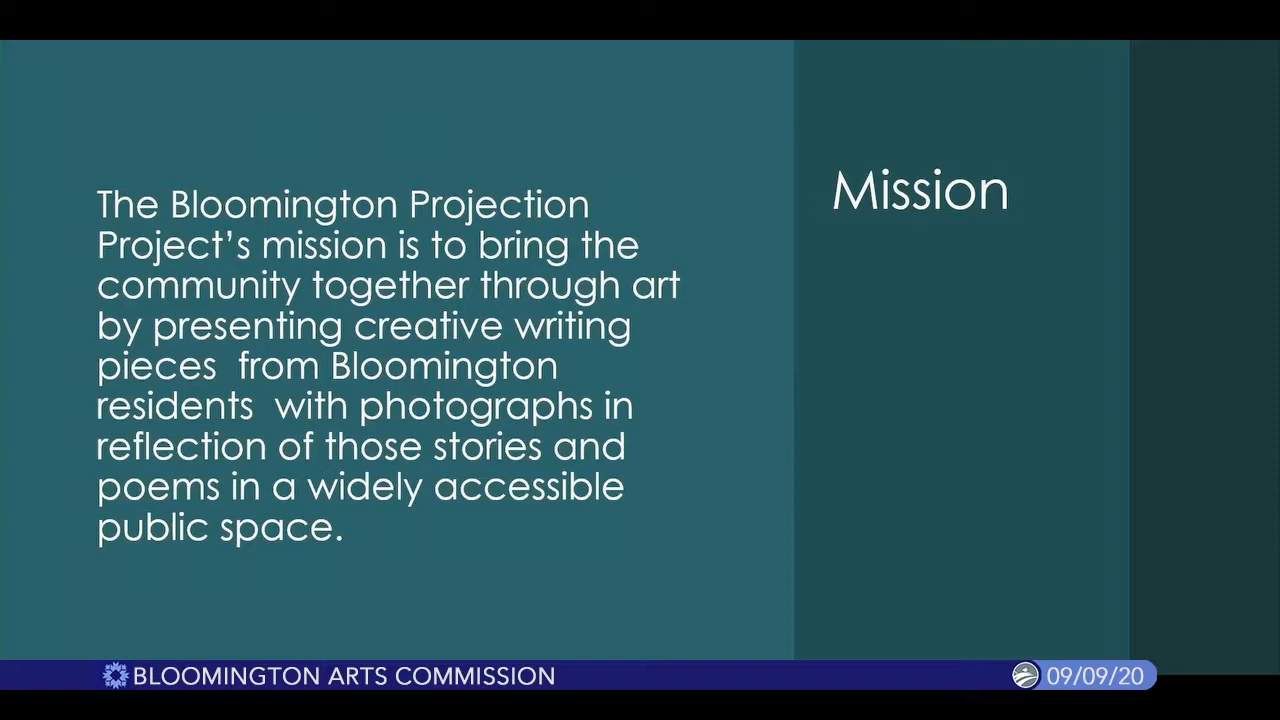 Mission
The Bloomington Projection
Project's mission is to bring the
community together through art
by presenting creative writing
pieces  from Bloomington
residents  with photographs in
reflection of those stories and
poems in a widely accessible
public space.
BLOOMINGTON ARTS COMMISSION
09/09/20